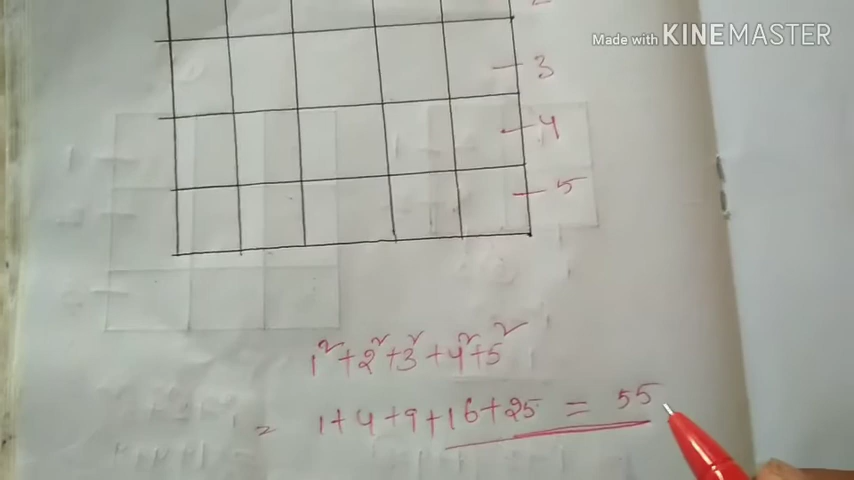 Made with KINEMASTER
3
4
5
1²+2²+3²+4²+5²
= 1+4+9+16+25 = 55